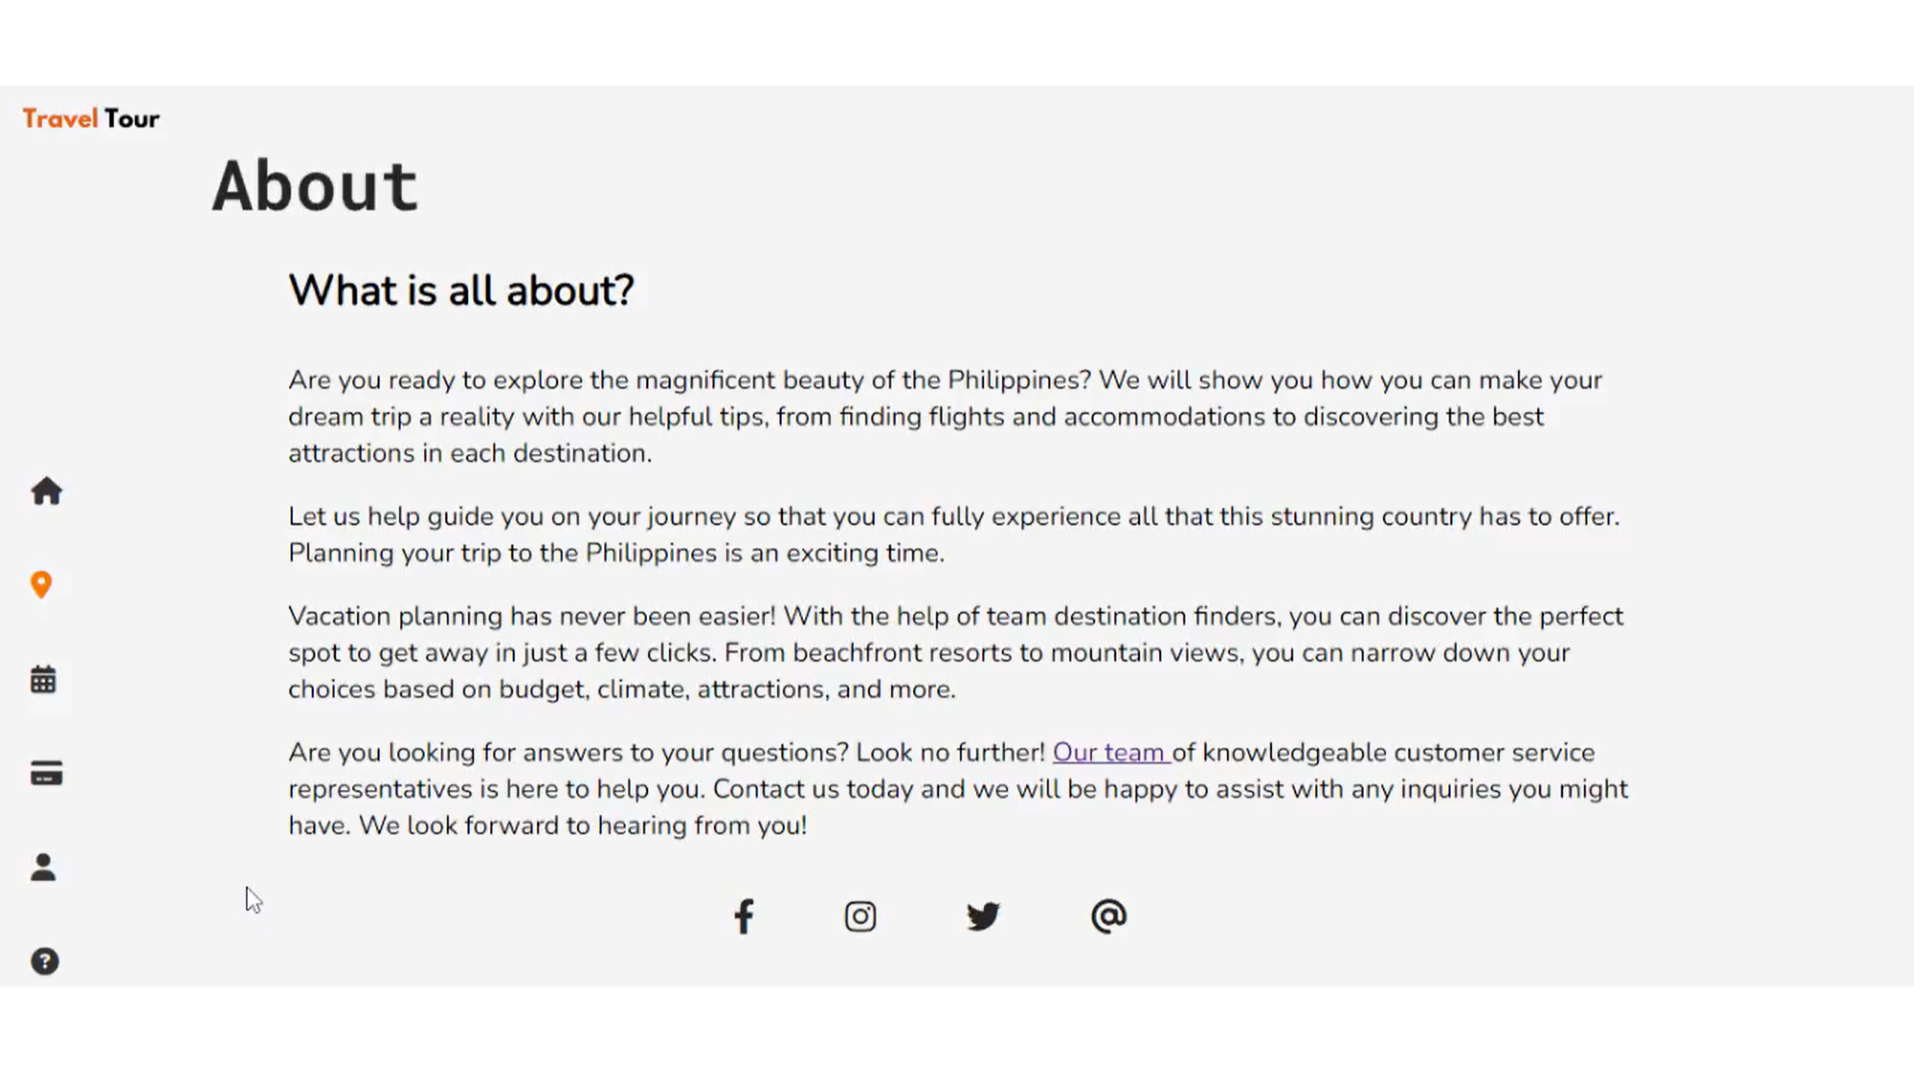 Travel Tour
About
What is all about?
Are you ready to explore the magnificent beauty of the Philippines? We will show you how you can make your
dream trip a reality with our helpful tips, from finding flights and accommodations to discovering the best
attractions in each destination.
Let us help guide you on your journey so that you can fully experience all that this stunning country has to offer.
Planning your trip to the Philippines is an exciting time.
Vacation planning has never been easier! With the help of team destination finders, you can discover the perfect
spot to get away in just a few clicks. From beachfront resorts to mountain views, you can narrow down your
choices based on budget, climate, attractions, and more.
Are you looking for answers to your questions? Look no further! Our team of knowledgeable customer service
representatives is here to help you. Contact us today and we will be happy to assist with any inquiries you might
have. We look forward to hearing from you!